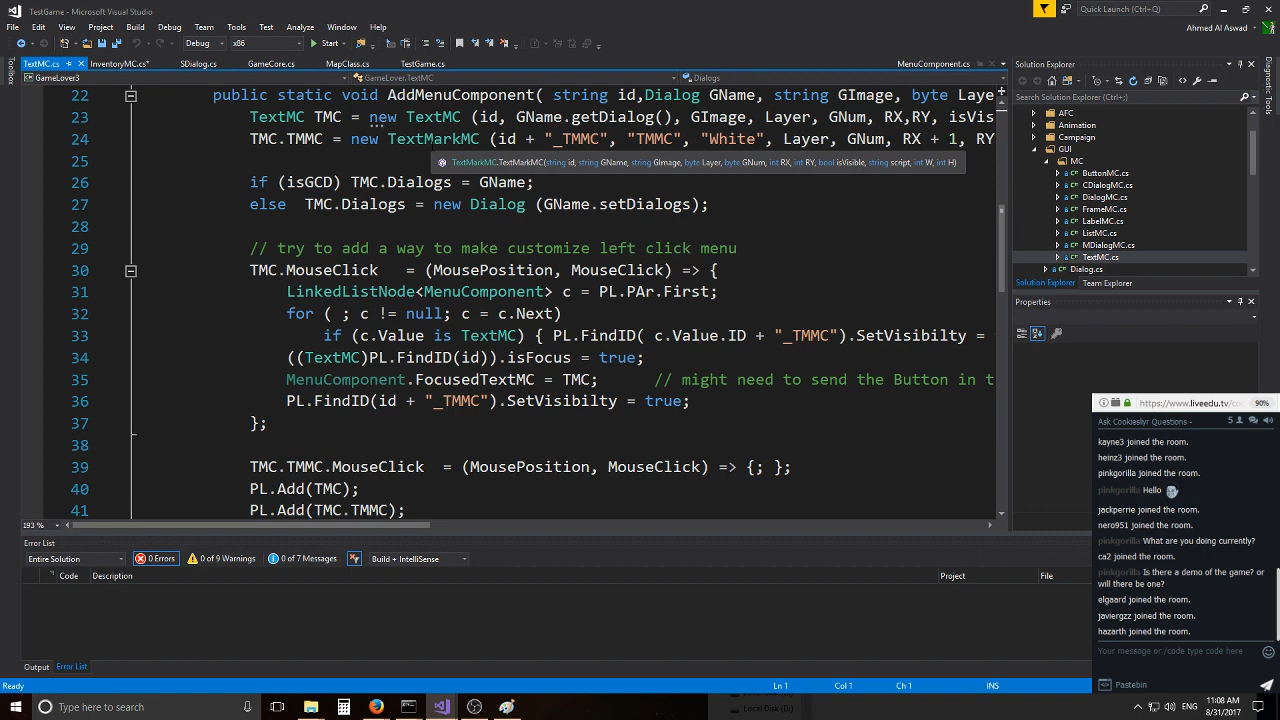 TestGame - Microsoft Visual Studio
Quick Launch (Ctrl+Q)
File Edit View Project Build Debug Team Tools Test Analyze Window Help
Ahmed Al Aswad
Debug x86 Start
Toolbox
TextMC.cs InventoryMC.cs* SDialog.cs GameCore.cs MapClass.cs TestGame.cs MenuComponent.cs
GameLover3 GameLover.TextMC Dialogs
22 public static void AddMenuComponent( string id,Dialog GName, string GImage, byte Laye
23 TextMC TMC = new TextMC (id, GName.getDialog(), GImage, Layer, GNum, RX,RY, isVis
24 TMC.TMMC = new TextMarkMC (id + "_TMMC", "TMMC", "White", Layer, GNum, RX + 1, RY
TextMarkMC.TextMarkMC(string id, string GName, string GImage, byte Layer, byte GNum, int RX, int RY, bool isVisible, string script, int W, int H)
25
26 if (isGCD) TMC.Dialogs = GName;
27 else TMC.Dialogs = new Dialog (GName.setDialogs);
28
29 // try to add a way to make customize left click menu
30 TMC.MouseClick = (MousePosition, MouseClick) => {
31 LinkedListNode<MenuComponent> c = PL.PAr.First;
32 for ( ; c != null; c = c.Next)
33 if (c.Value is TextMC) { PL.FindID( c.Value.ID + "_TMMC").SetVisibilty =
34 ((TextMC)PL.FindID(id)).isFocus = true;
35 MenuComponent.FocusedTextMC = TMC; // might need to send the Button in t
36 PL.FindID(id + "_TMMC").SetVisibilty = true;
37 };
38
39 TMC.TMMC.MouseClick = (MousePosition, MouseClick) => {; };
40 PL.Add(TMC);
41 PL.Add(TMC.TMMC);
193 %
Solution Explorer
Search Solution Explorer (Ctrl+;)
AFC
Animation
Campaign
GUI
MC
ButtonMC.cs
CDialogMC.cs
DialogMC.cs
FrameMC.cs
LabelMC.cs
ListMC.cs
MDialogMC.cs
TextMC.cs
Dialog.cs
Solution Explorer Team Explorer
Properties
Diagnostic Tools
Error List
Entire Solution 0 Errors 0 of 9 Warnings 0 of 7 Messages Build + IntelliSense
Code Description Project File
Output Error List
Ready Ln 1 Col 1 Ch 1 INS
https://www.liveedu.tv/co 90%
Ask Cookiesliyr Questions - 5
kayne3 joined the room.
heinz3 joined the room.
pinkgorilla joined the room.
pinkgorilla Hello
jackperrie joined the room.
nero951 joined the room.
pinkgorilla What are you doing currently?
ca2 joined the room.
pinkgorilla Is there a demo of the game? or
will there be one?
elgaard joined the room.
javiergzz joined the room.
hazarth joined the room.
Your message or /code type code here
Pastebin
Type here to search
Local Disk (D:)
ENG
11:08 AM
8/31/2017